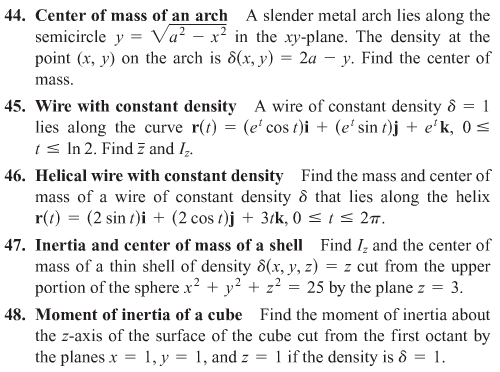 44. Center of mass of an arch A slender metal arch lies along the
semicircle y = √a² − x² in the xy-plane. The density at the
point (x, y) on the arch is δ(x, y) = 2a − y. Find the center of
mass.
45. Wire with constant density A wire of constant density δ = 1
lies along the curve r(t) = (eᵗ cos t)i + (eᵗ sin t)j + eᵗk, 0 ≤
t ≤ ln 2. Find z̄ and I_z.
46. Helical wire with constant density Find the mass and center of
mass of a wire of constant density δ that lies along the helix
r(t) = (2 sin t)i + (2 cos t)j + 3tk, 0 ≤ t ≤ 2π.
47. Inertia and center of mass of a shell Find I_z and the center of
mass of a thin shell of density δ(x, y, z) = z cut from the upper
portion of the sphere x² + y² + z² = 25 by the plane z = 3.
48. Moment of inertia of a cube Find the moment of inertia about
the z-axis of the surface of the cube cut from the first octant by
the planes x = 1, y = 1, and z = 1 if the density is δ = 1.